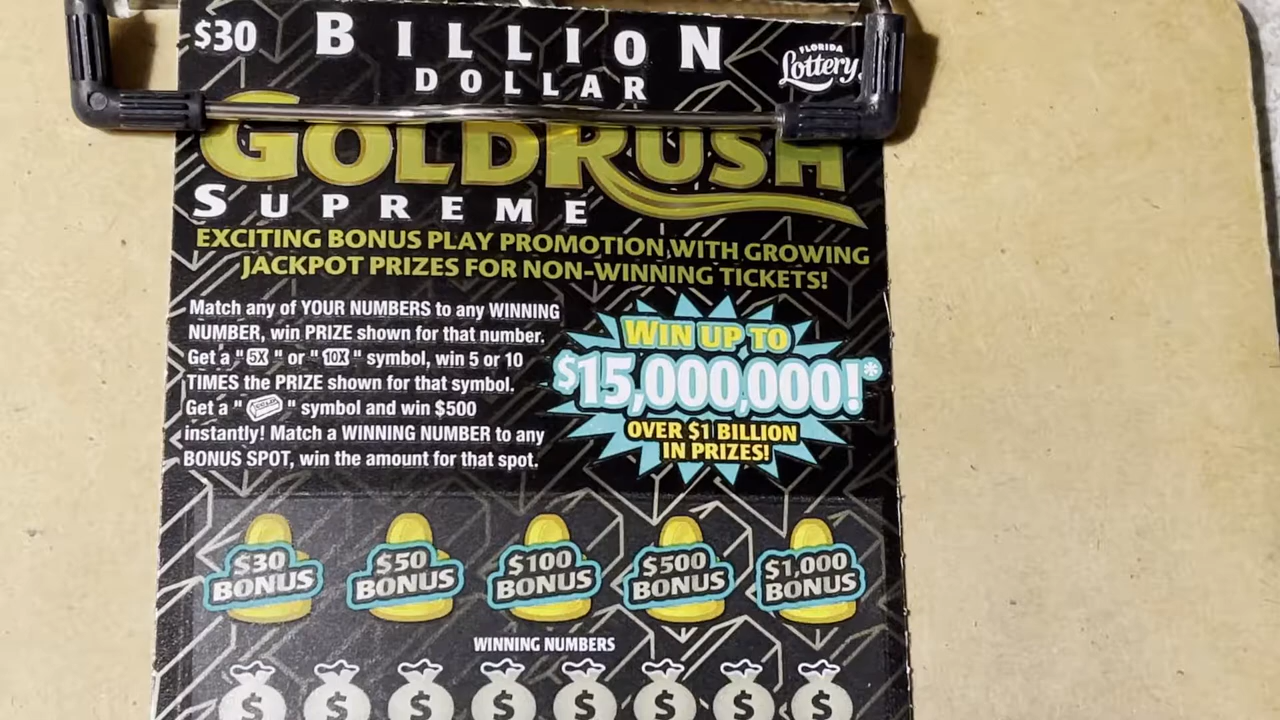 $30
BILLION
DOLLAR
FLORIDA
Lottery
GOLDRUSH
SUPREME
EXCITING BONUS PLAY PROMOTION WITH GROWING
JACKPOT PRIZES FOR NON-WINNING TICKETS!
Match any of YOUR NUMBERS to any WINNING
NUMBER, win PRIZE shown for that number.
Get a "5X" or "10X" symbol, win 5 or 10
TIMES the PRIZE shown for that symbol.
Get a " " symbol and win $500
instantly! Match a WINNING NUMBER to any
BONUS SPOT, win the amount for that spot.
WIN UP TO
$15,000,000!*
OVER $1 BILLION
IN PRIZES!
$30
BONUS
$50
BONUS
$100
BONUS
$500
BONUS
$1,000
BONUS
WINNING NUMBERS
$ $ $ $ $ $ $ $